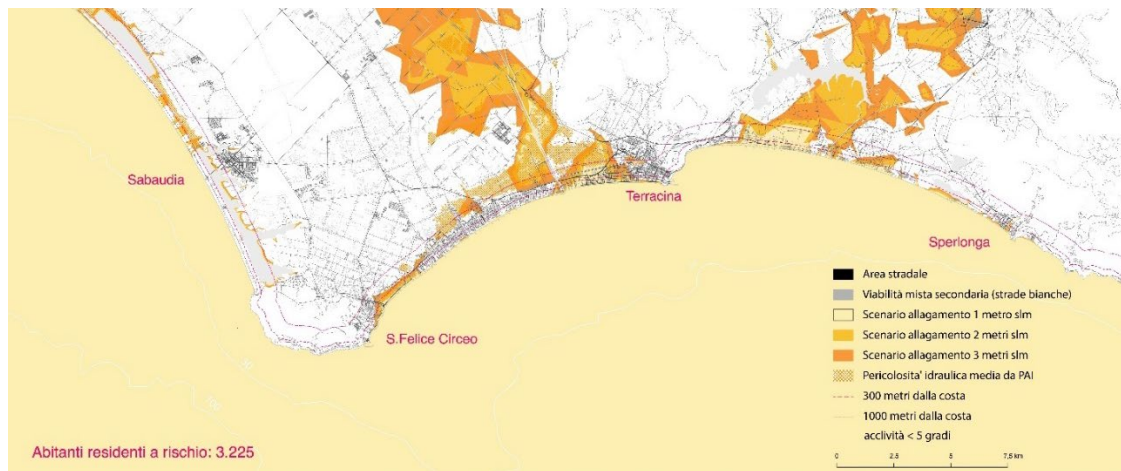 Sabaudia
Terracina
Sperlonga
S.Felice Circeo
Area stradale
Viabilità mista secondaria (strade bianche)
Scenario allagamento 1 metro slm
Scenario allagamento 2 metri slm
Scenario allagamento 3 metri slm
Pericolosita' idraulica media da PAI
300 metri dalla costa
1000 metri dalla costa
acclività < 5 gradi
0 2.5 5 7,5 km
Abitanti residenti a rischio: 3.225